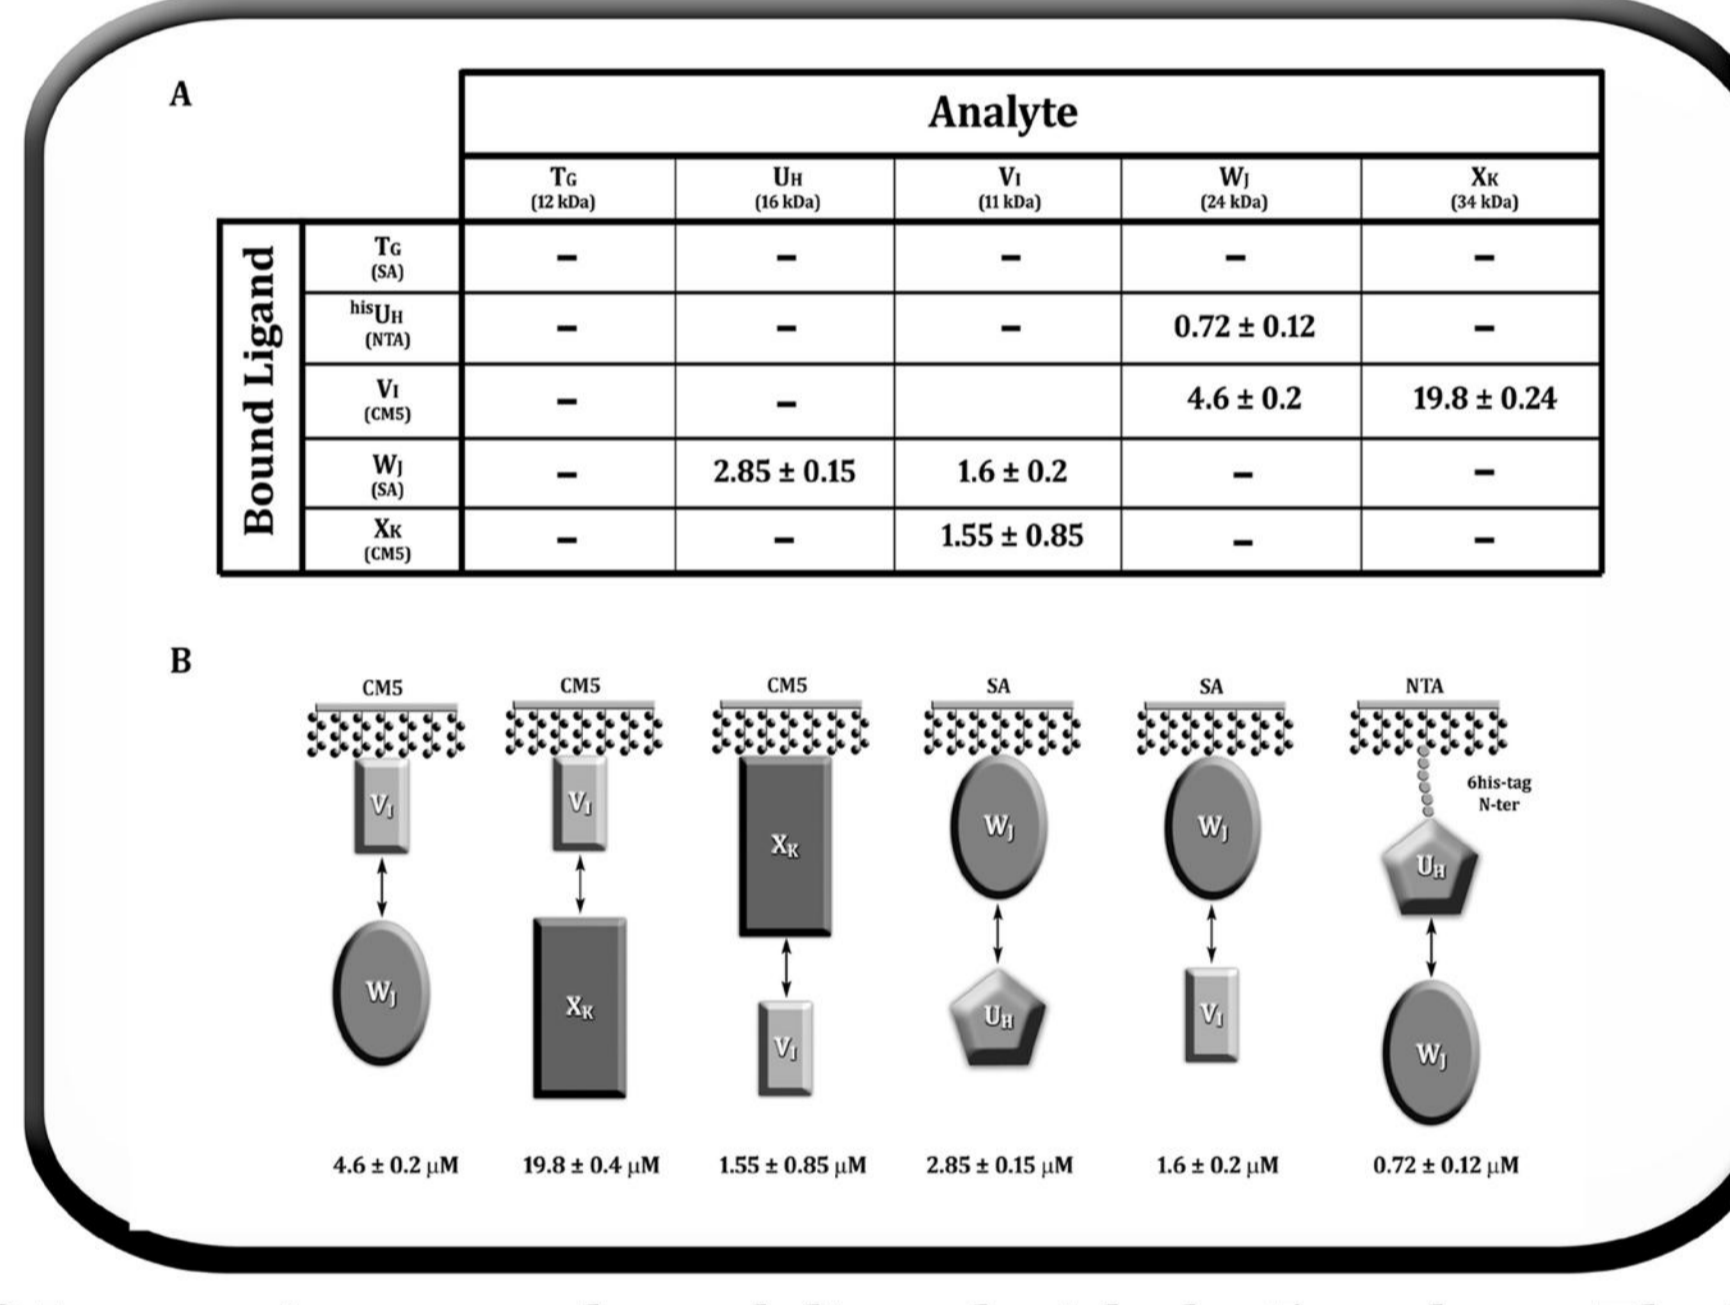 A
Analyte
TG UH VI WJ XK
(12 kDa) (16 kDa) (11 kDa) (24 kDa) (34 kDa)
Bound Ligand
TG – – – – –
(SA)
hisUH – – – 0.72 ± 0.12 –
(NTA)
VI – – 4.6 ± 0.2 19.8 ± 0.24
(CM5)
WJ – 2.85 ± 0.15 1.6 ± 0.2 – –
(SA)
XK – – 1.55 ± 0.85 – –
(CM5)
B
CM5 CM5 CM5 SA SA NTA
6his-tag
N-ter
VJ VJ XK WJ WJ UH
WJ XK VJ UH VJ WJ
4.6 ± 0.2 µM 19.8 ± 0.4 µM 1.55 ± 0.85 µM 2.85 ± 0.15 µM 1.6 ± 0.2 µM 0.72 ± 0.12 µM